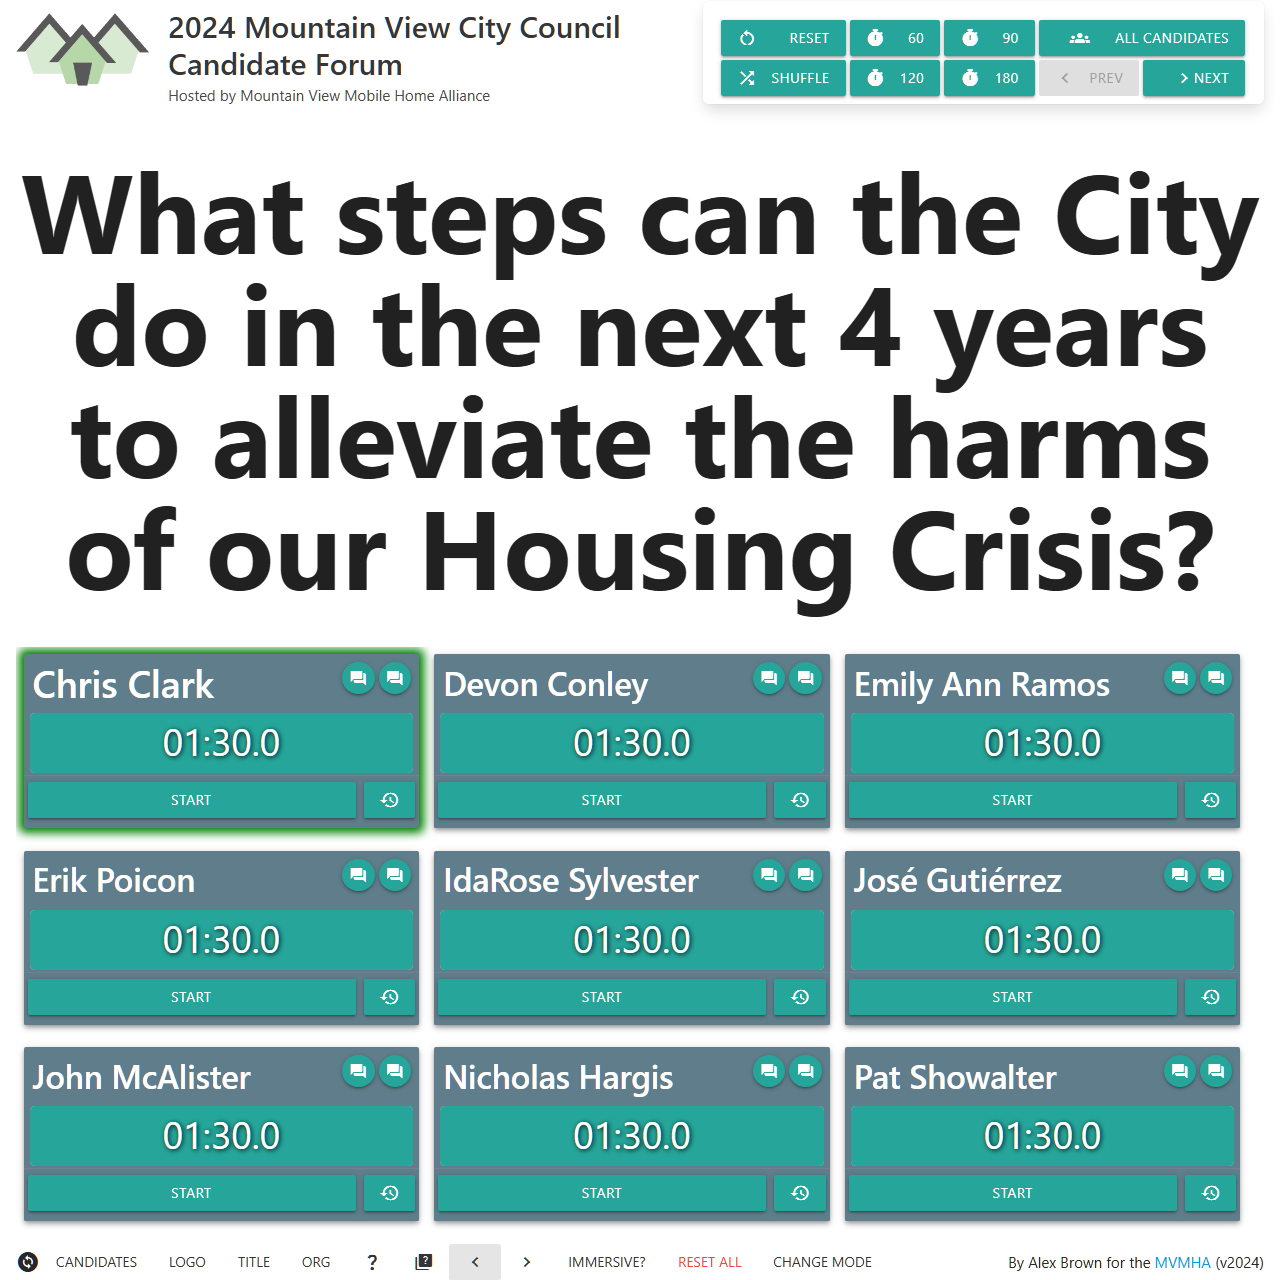 2024 Mountain View City Council
Candidate Forum
Hosted by Mountain View Mobile Home Alliance
RESET 60 90 ALL CANDIDATES
SHUFFLE 120 180 PREV NEXT
What steps can the City
do in the next 4 years
to alleviate the harms
of our Housing Crisis?
Chris Clark
01:30.0
START
Devon Conley
01:30.0
START
Emily Ann Ramos
01:30.0
START
Erik Poicon
01:30.0
START
IdaRose Sylvester
01:30.0
START
José Gutiérrez
01:30.0
START
John McAlister
01:30.0
START
Nicholas Hargis
01:30.0
START
Pat Showalter
01:30.0
START
CANDIDATES LOGO TITLE ORG ? IMMERSIVE? RESET ALL CHANGE MODE By Alex Brown for the MVMHA (v2024)